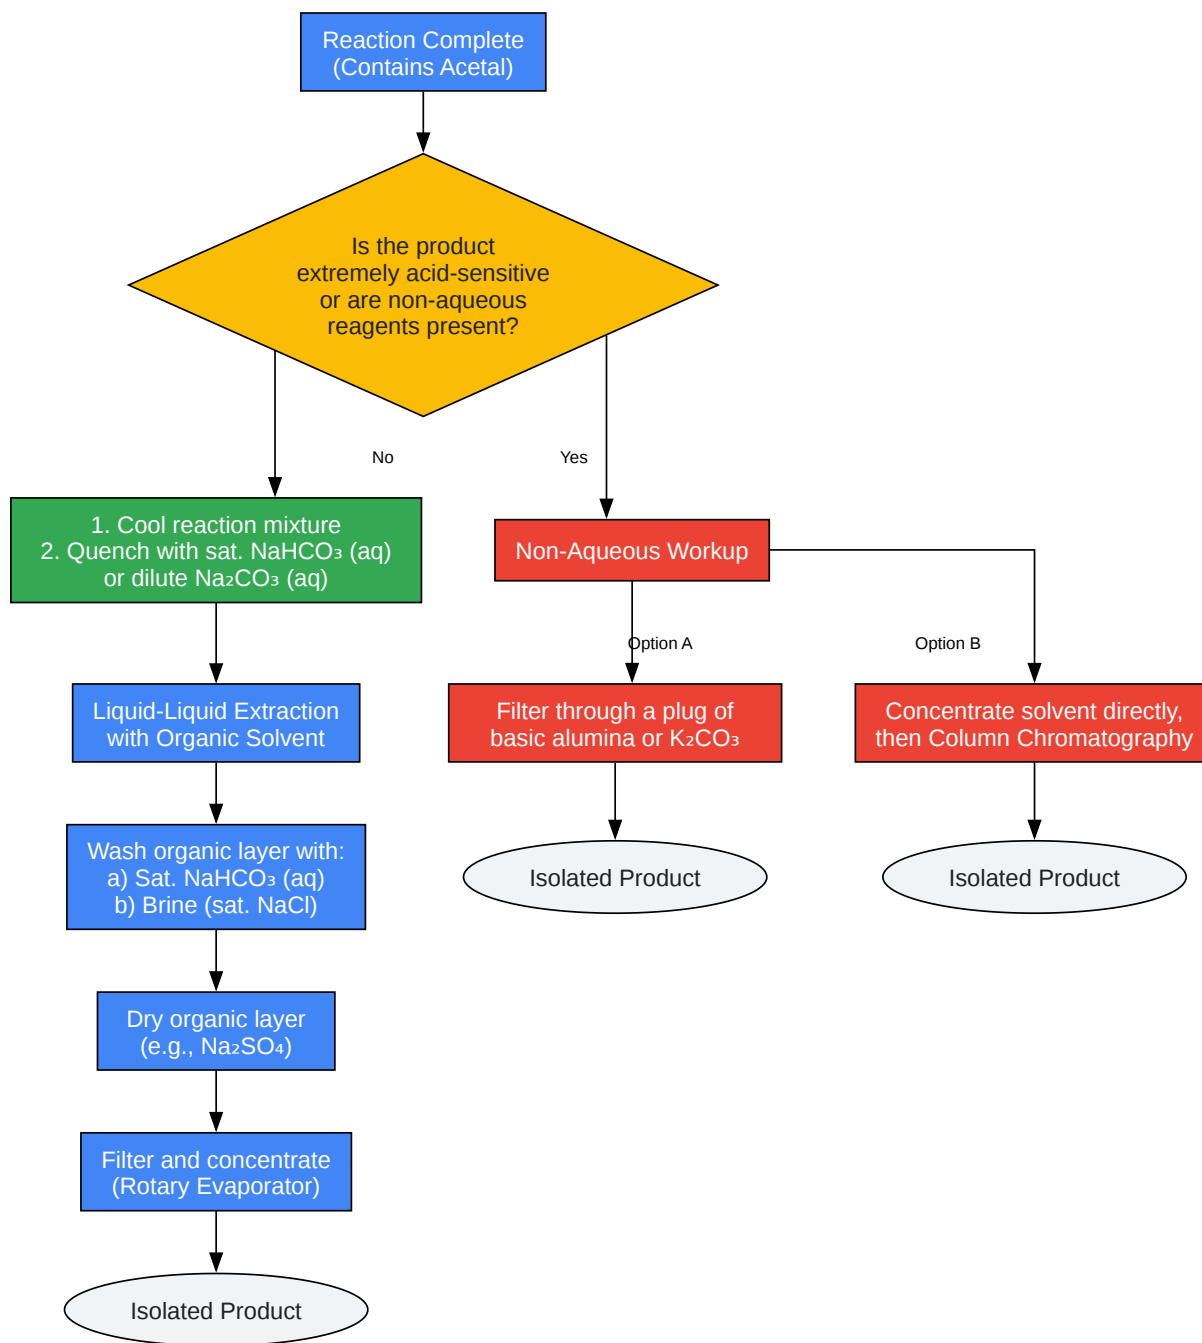 Reaction Complete
(Contains Acetal)
Is the product
extremely acid-sensitive
or are non-aqueous
reagents present?
No
Yes
1. Cool reaction mixture
2. Quench with sat. NaHCO₃ (aq)
or dilute Na₂CO₃ (aq)
Non-Aqueous Workup
Option A
Option B
Liquid-Liquid Extraction
with Organic Solvent
Filter through a plug of
basic alumina or K₂CO₃
Concentrate solvent directly,
then Column Chromatography
Wash organic layer with:
a) Sat. NaHCO₃ (aq)
b) Brine (sat. NaCl)
Isolated Product
Isolated Product
Dry organic layer
(e.g., Na₂SO₄)
Filter and concentrate
(Rotary Evaporator)
Isolated Product